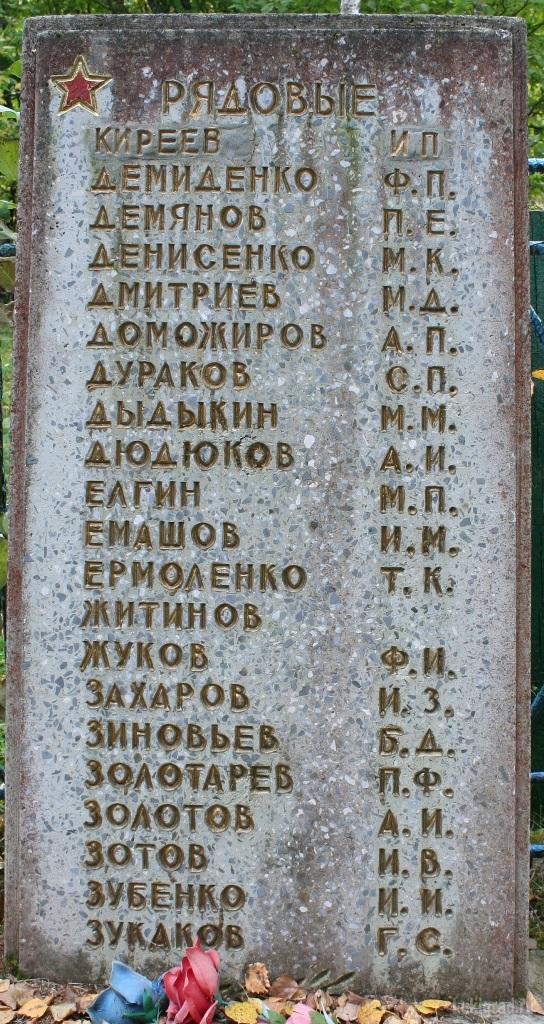 РЯДОВЫЕ
КИРЕЕВ И П
ДЕМИДЕНКО Ф.П.
ДЕМЯНОВ П.Е.
ДЕНИСЕНКО М.К.
ДМИТРИЕВ М.Д.
ДОМОЖИРОВ А.П.
ДУРАКОВ С.П.
ДЫДЫКИН М.М.
ДЮДЮКОВ А.И.
ЕЛГИН М.П.
ЕМАШОВ И.М.
ЕРМОЛЕНКО Т.К.
ЖИТИНОВ
ЖУКОВ Ф.И.
ЗАХАРОВ И.З.
ЗИНОВЬЕВ Б.Д.
ЗОЛОТАРЕВ П.Ф.
ЗОЛОТОВ А.И.
ЗОТОВ И.В.
ЗУБЕНКО И.И.
ЗУКАКОВ Г.С.